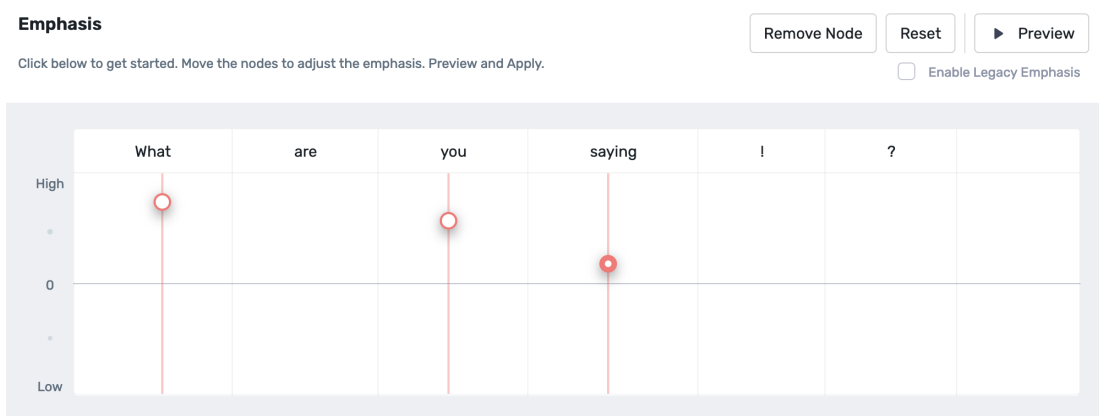 Emphasis
Remove Node
Reset
Preview
Click below to get started. Move the nodes to adjust the emphasis. Preview and Apply.
Enable Legacy Emphasis
What are you saying ! ?
High
0
Low